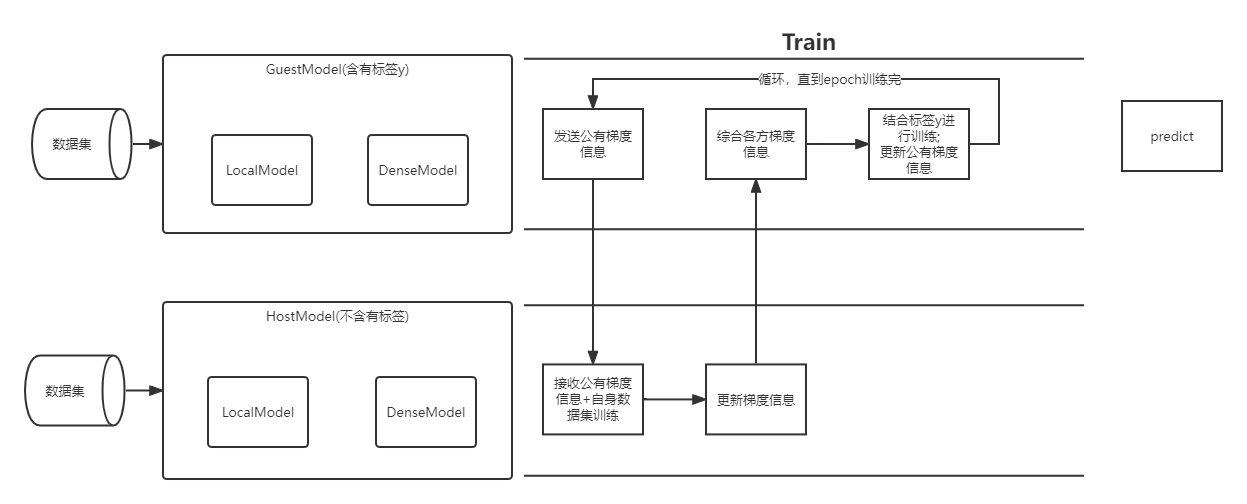 Train
GuestModel(含有标签y)
循环，直到epoch训练完
数据集
LocalModel
DenseModel
发送公有梯度
信息
综合各方梯度
信息
结合标签y进
行训练;
更新公有梯度
信息
predict
HostModel(不含有标签)
数据集
LocalModel
DenseModel
接收公有梯度
信息+自身数
据集训练
更新梯度信息